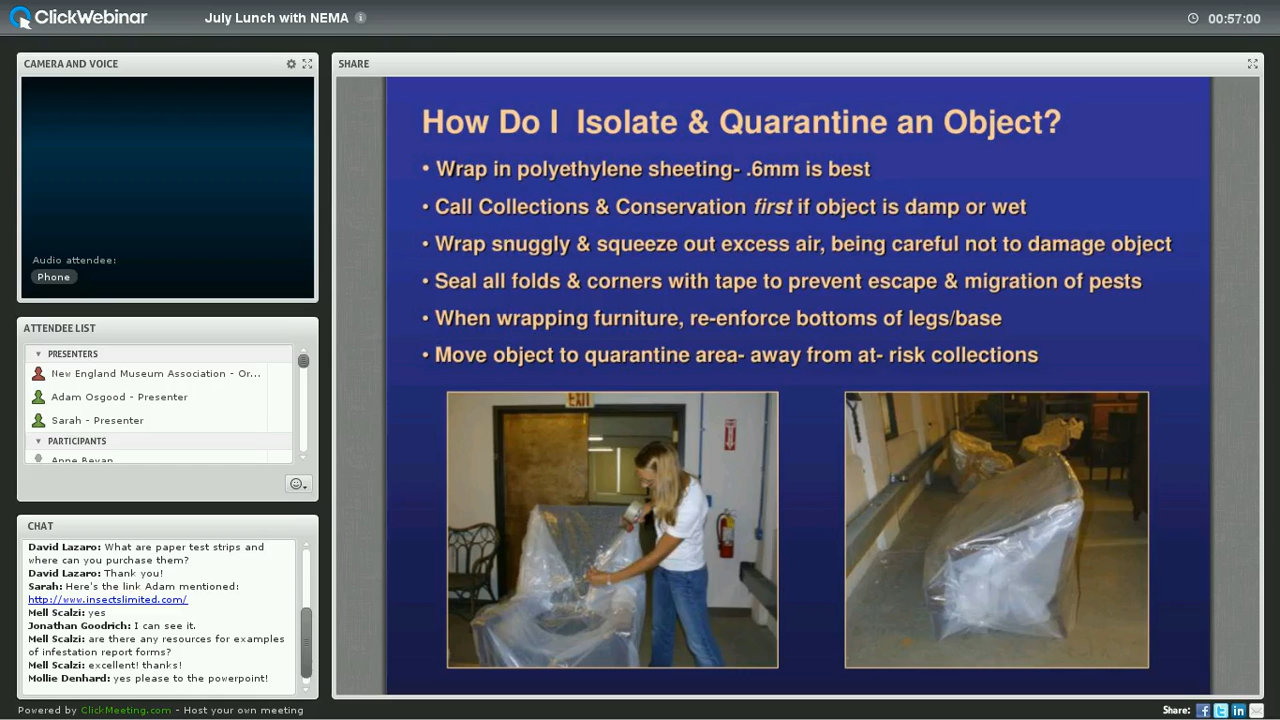 ClickWebinar
July Lunch with NEMA
00:57:00
CAMERA AND VOICE
Audio attendee:
Phone
ATTENDEE LIST
PRESENTERS
New England Museum Association - Or...
Adam Osgood - Presenter
Sarah - Presenter
PARTICIPANTS
Anne Bevan
CHAT
David Lazaro: What are paper test strips and
where can you purchase them?
David Lazaro: Thank you!
Sarah: Here's the link Adam mentioned:
http://www.insectslimited.com/
Mell Scalzi: yes
Jonathan Goodrich: I can see it.
Mell Scalzi: are there any resources for examples
of infestation report forms?
Mell Scalzi: excellent! thanks!
Mollie Denhard: yes please to the powerpoint!
SHARE
How Do I Isolate & Quarantine an Object?
• Wrap in polyethylene sheeting- .6mm is best
• Call Collections & Conservation first if object is damp or wet
• Wrap snuggly & squeeze out excess air, being careful not to damage object
• Seal all folds & corners with tape to prevent escape & migration of pests
• When wrapping furniture, re-enforce bottoms of legs/base
• Move object to quarantine area- away from at- risk collections
EXIT
Powered by ClickMeeting.com - Host your own meeting
Share: